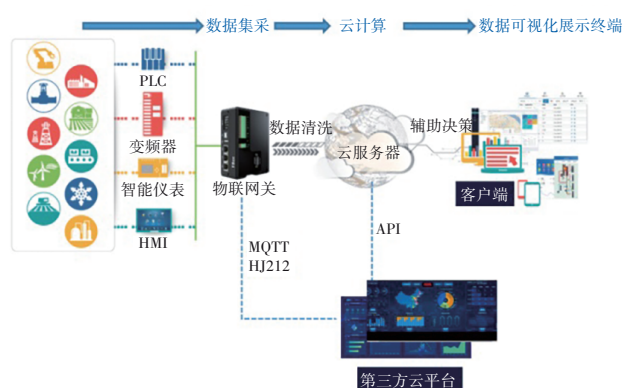 数据集采
云计算
数据可视化展示终端
PLC
变频器
智能仪表
HMI
物联网关
数据清洗
云服务器
辅助决策
客户端
MQTT
HJ212
API
第三方云平台